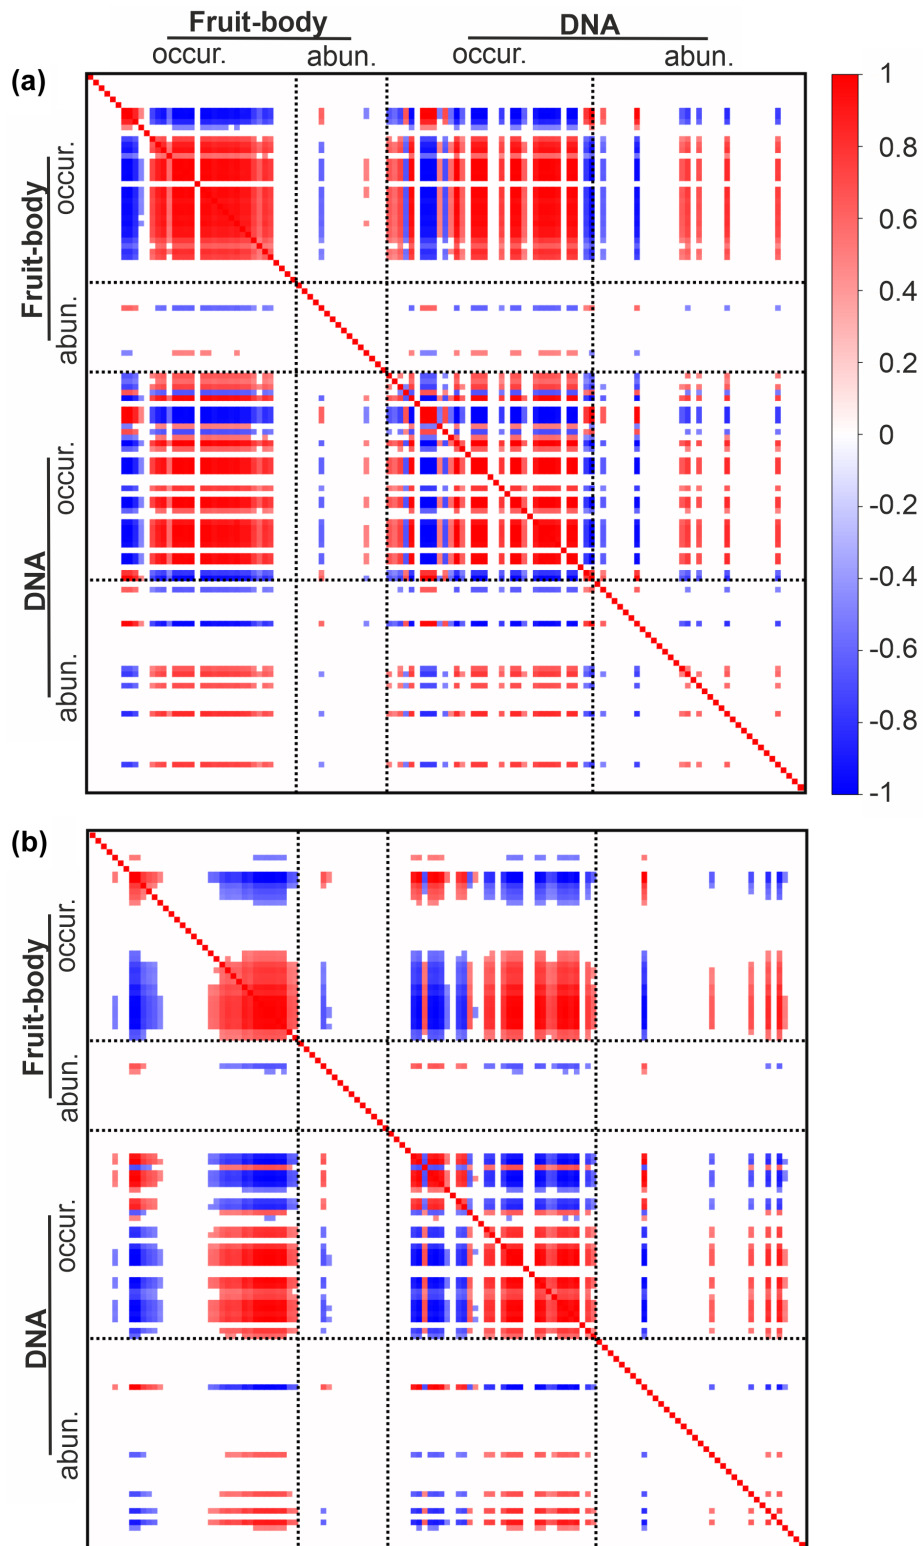 Fruit-body DNA
occur. abun. occur. abun.
(a)
1
0.8
0.6
0.4
0.2
0
-0.2
-0.4
-0.6
-0.8
-1
Fruit-body
occur.
abun.
DNA
occur.
abun.
(b)
Fruit-body
occur.
abun.
DNA
occur.
abun.